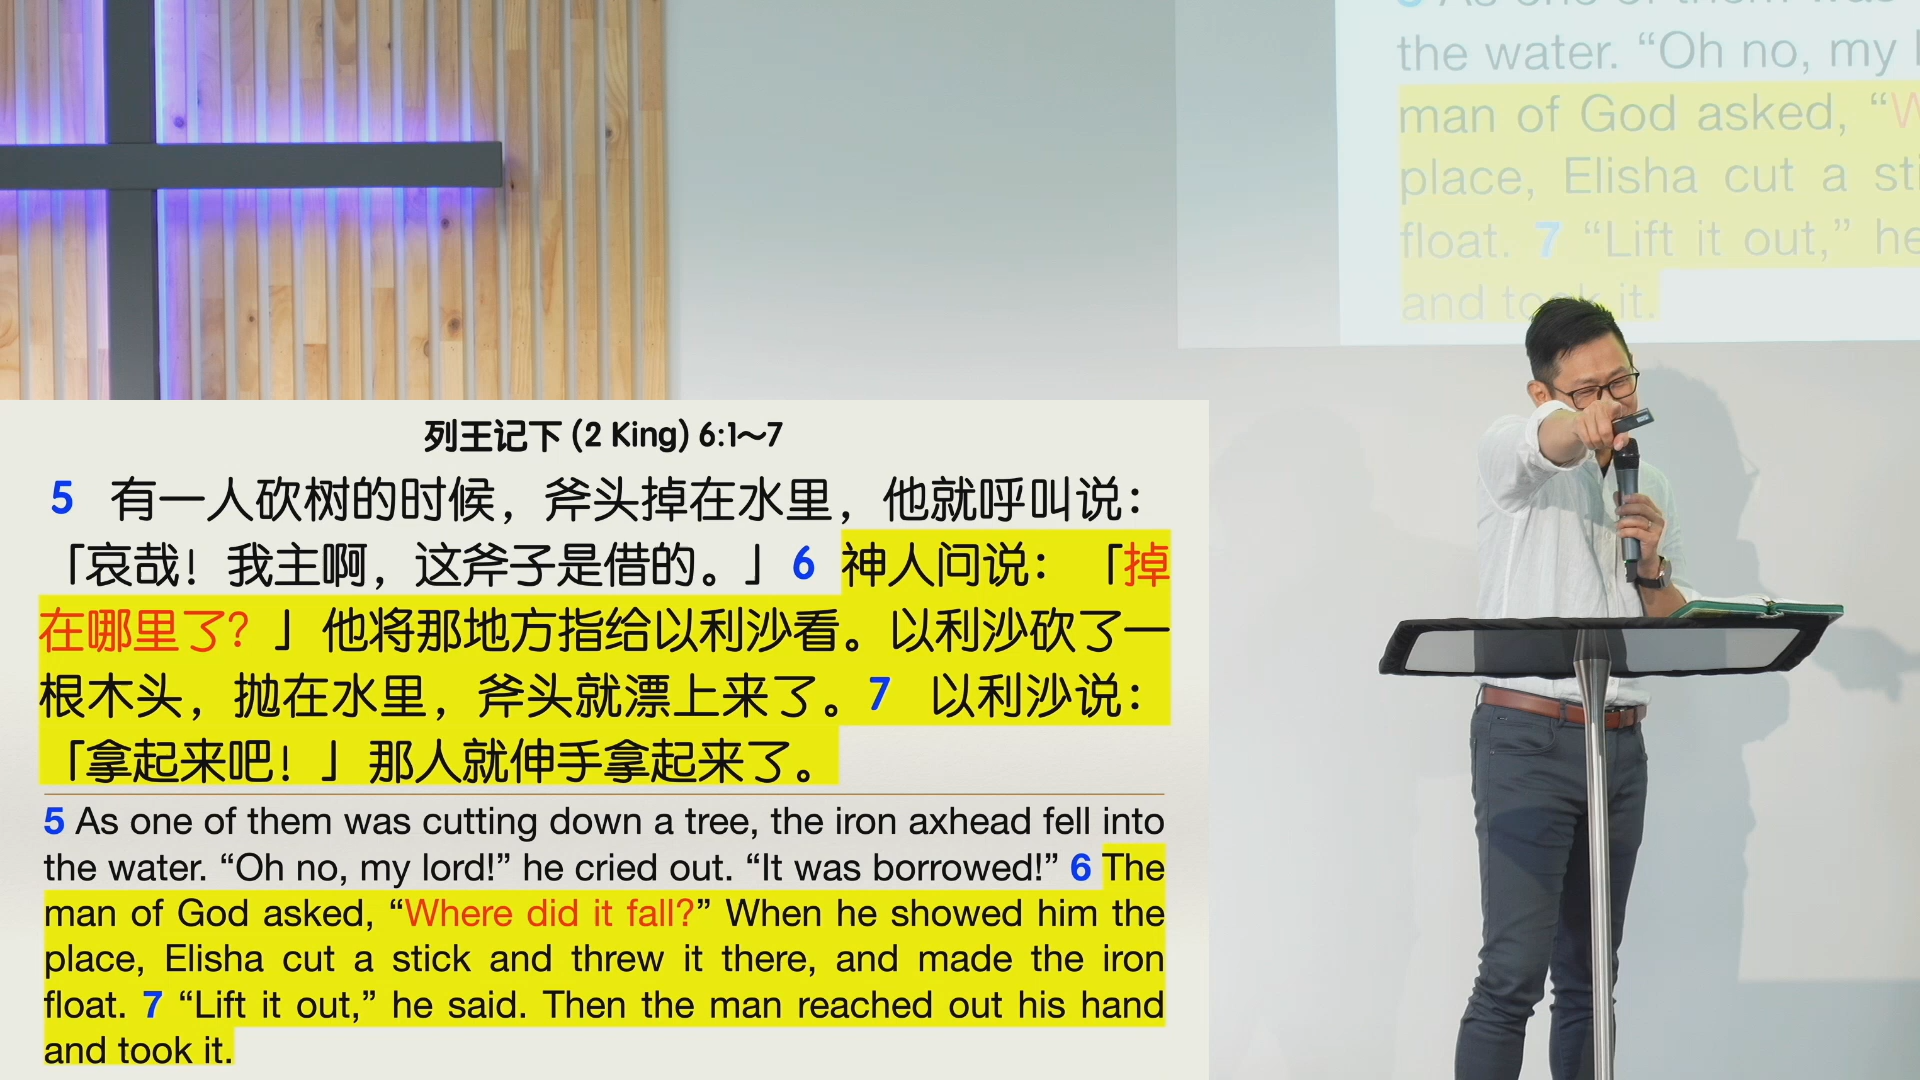 As one of them was
the water. “Oh no, my
man of God asked, “W
place, Elisha cut a sti
float. 7 “Lift it out,” he
and took it.
列王记下 (2 King) 6:1～7
5 有一人砍树的时候，斧头掉在水里，他就呼叫说：
「哀哉！我主啊，这斧子是借的。」6 神人问说：「掉
在哪里了？」他将那地方指给以利沙看。以利沙砍了一
根木头，抛在水里，斧头就漂上来了。7 以利沙说：
「拿起来吧！」那人就伸手拿起来了。
5 As one of them was cutting down a tree, the iron axhead fell into
the water. “Oh no, my lord!” he cried out. “It was borrowed!” 6 The
man of God asked, “Where did it fall?” When he showed him the
place, Elisha cut a stick and threw it there, and made the iron
float. 7 “Lift it out,” he said. Then the man reached out his hand
and took it.